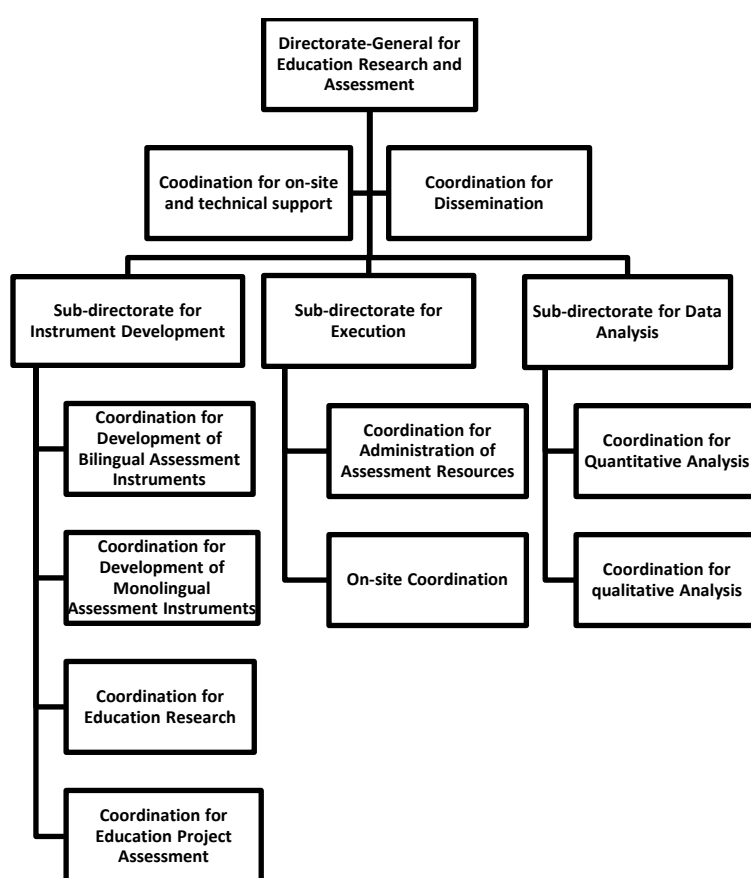 Directorate-General for
Education Research and
Assessment
Coodination for on-site
and technical support
Coordination for
Dissemination
Sub-directorate for
Instrument Development
Sub-directorate for
Execution
Sub-directorate for Data
Analysis
Coordination for
Development of
Bilingual Assessment
Instruments
Coordination for
Administration of
Assessment Resources
Coordination for
Quantitative Analysis
Coordination for
Development of
Monolingual
Assessment Instruments
On-site Coordination
Coordination for
qualitative Analysis
Coordination for
Education Research
Coordination for
Education Project
Assessment